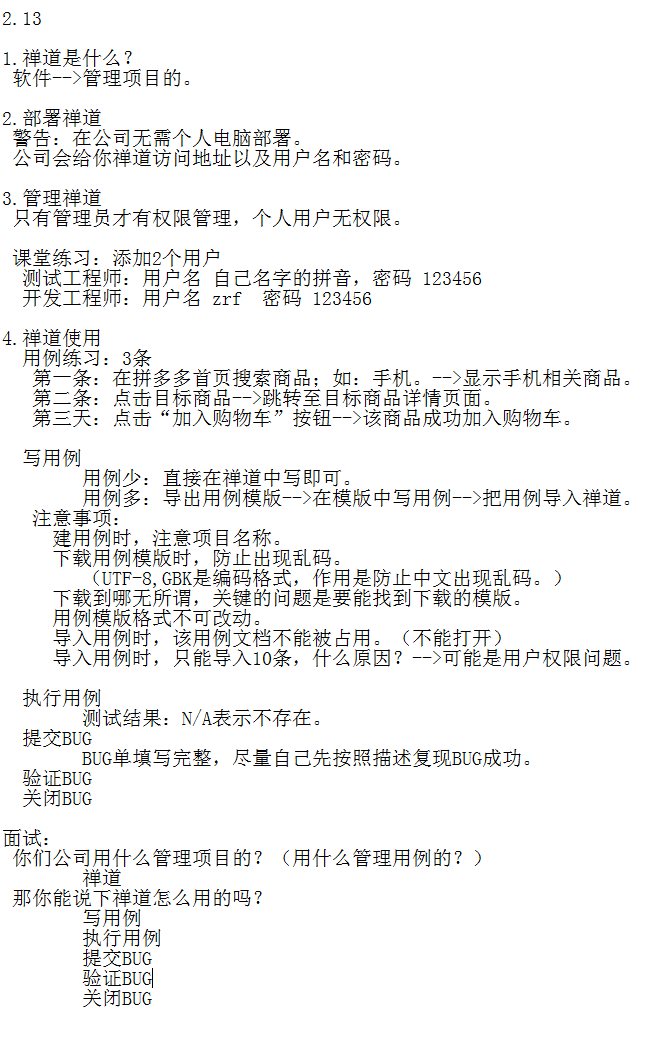 2.13
1.禅道是什么？
软件-->管理项目的。
2.部署禅道
警告：在公司无需个人电脑部署。
公司会给你禅道访问地址以及用户名和密码。
3.管理禅道
只有管理员才有权限管理，个人用户无权限。
课堂练习：添加2个用户
测试工程师：用户名 自己名字的拼音，密码 123456
开发工程师：用户名 zrf  密码 123456
4.禅道使用
用例练习：3条
第一条：在拼多多首页搜索商品；如：手机。-->显示手机相关商品。
第二条：点击目标商品-->跳转至目标商品详情页面。
第三天：点击“加入购物车”按钮-->该商品成功加入购物车。
写用例
用例少：直接在禅道中写即可。
用例多：导出用例模版-->在模版中写用例-->把用例导入禅道。
注意事项：
建用例时，注意项目名称。
下载用例模版时，防止出现乱码。
（UTF-8,GBK是编码格式，作用是防止中文出现乱码。）
下载到哪无所谓，关键的问题是要能找到下载的模版。
用例模版格式不可改动。
导入用例时，该用例文档不能被占用。（不能打开）
导入用例时，只能导入10条，什么原因？-->可能是用户权限问题。
执行用例
测试结果：N/A表示不存在。
提交BUG
BUG单填写完整，尽量自己先按照描述复现BUG成功。
验证BUG
关闭BUG
面试：
你们公司用什么管理项目的？（用什么管理用例的？）
禅道
那你能说下禅道怎么用的吗？
写用例
执行用例
提交BUG
验证BUG
关闭BUG